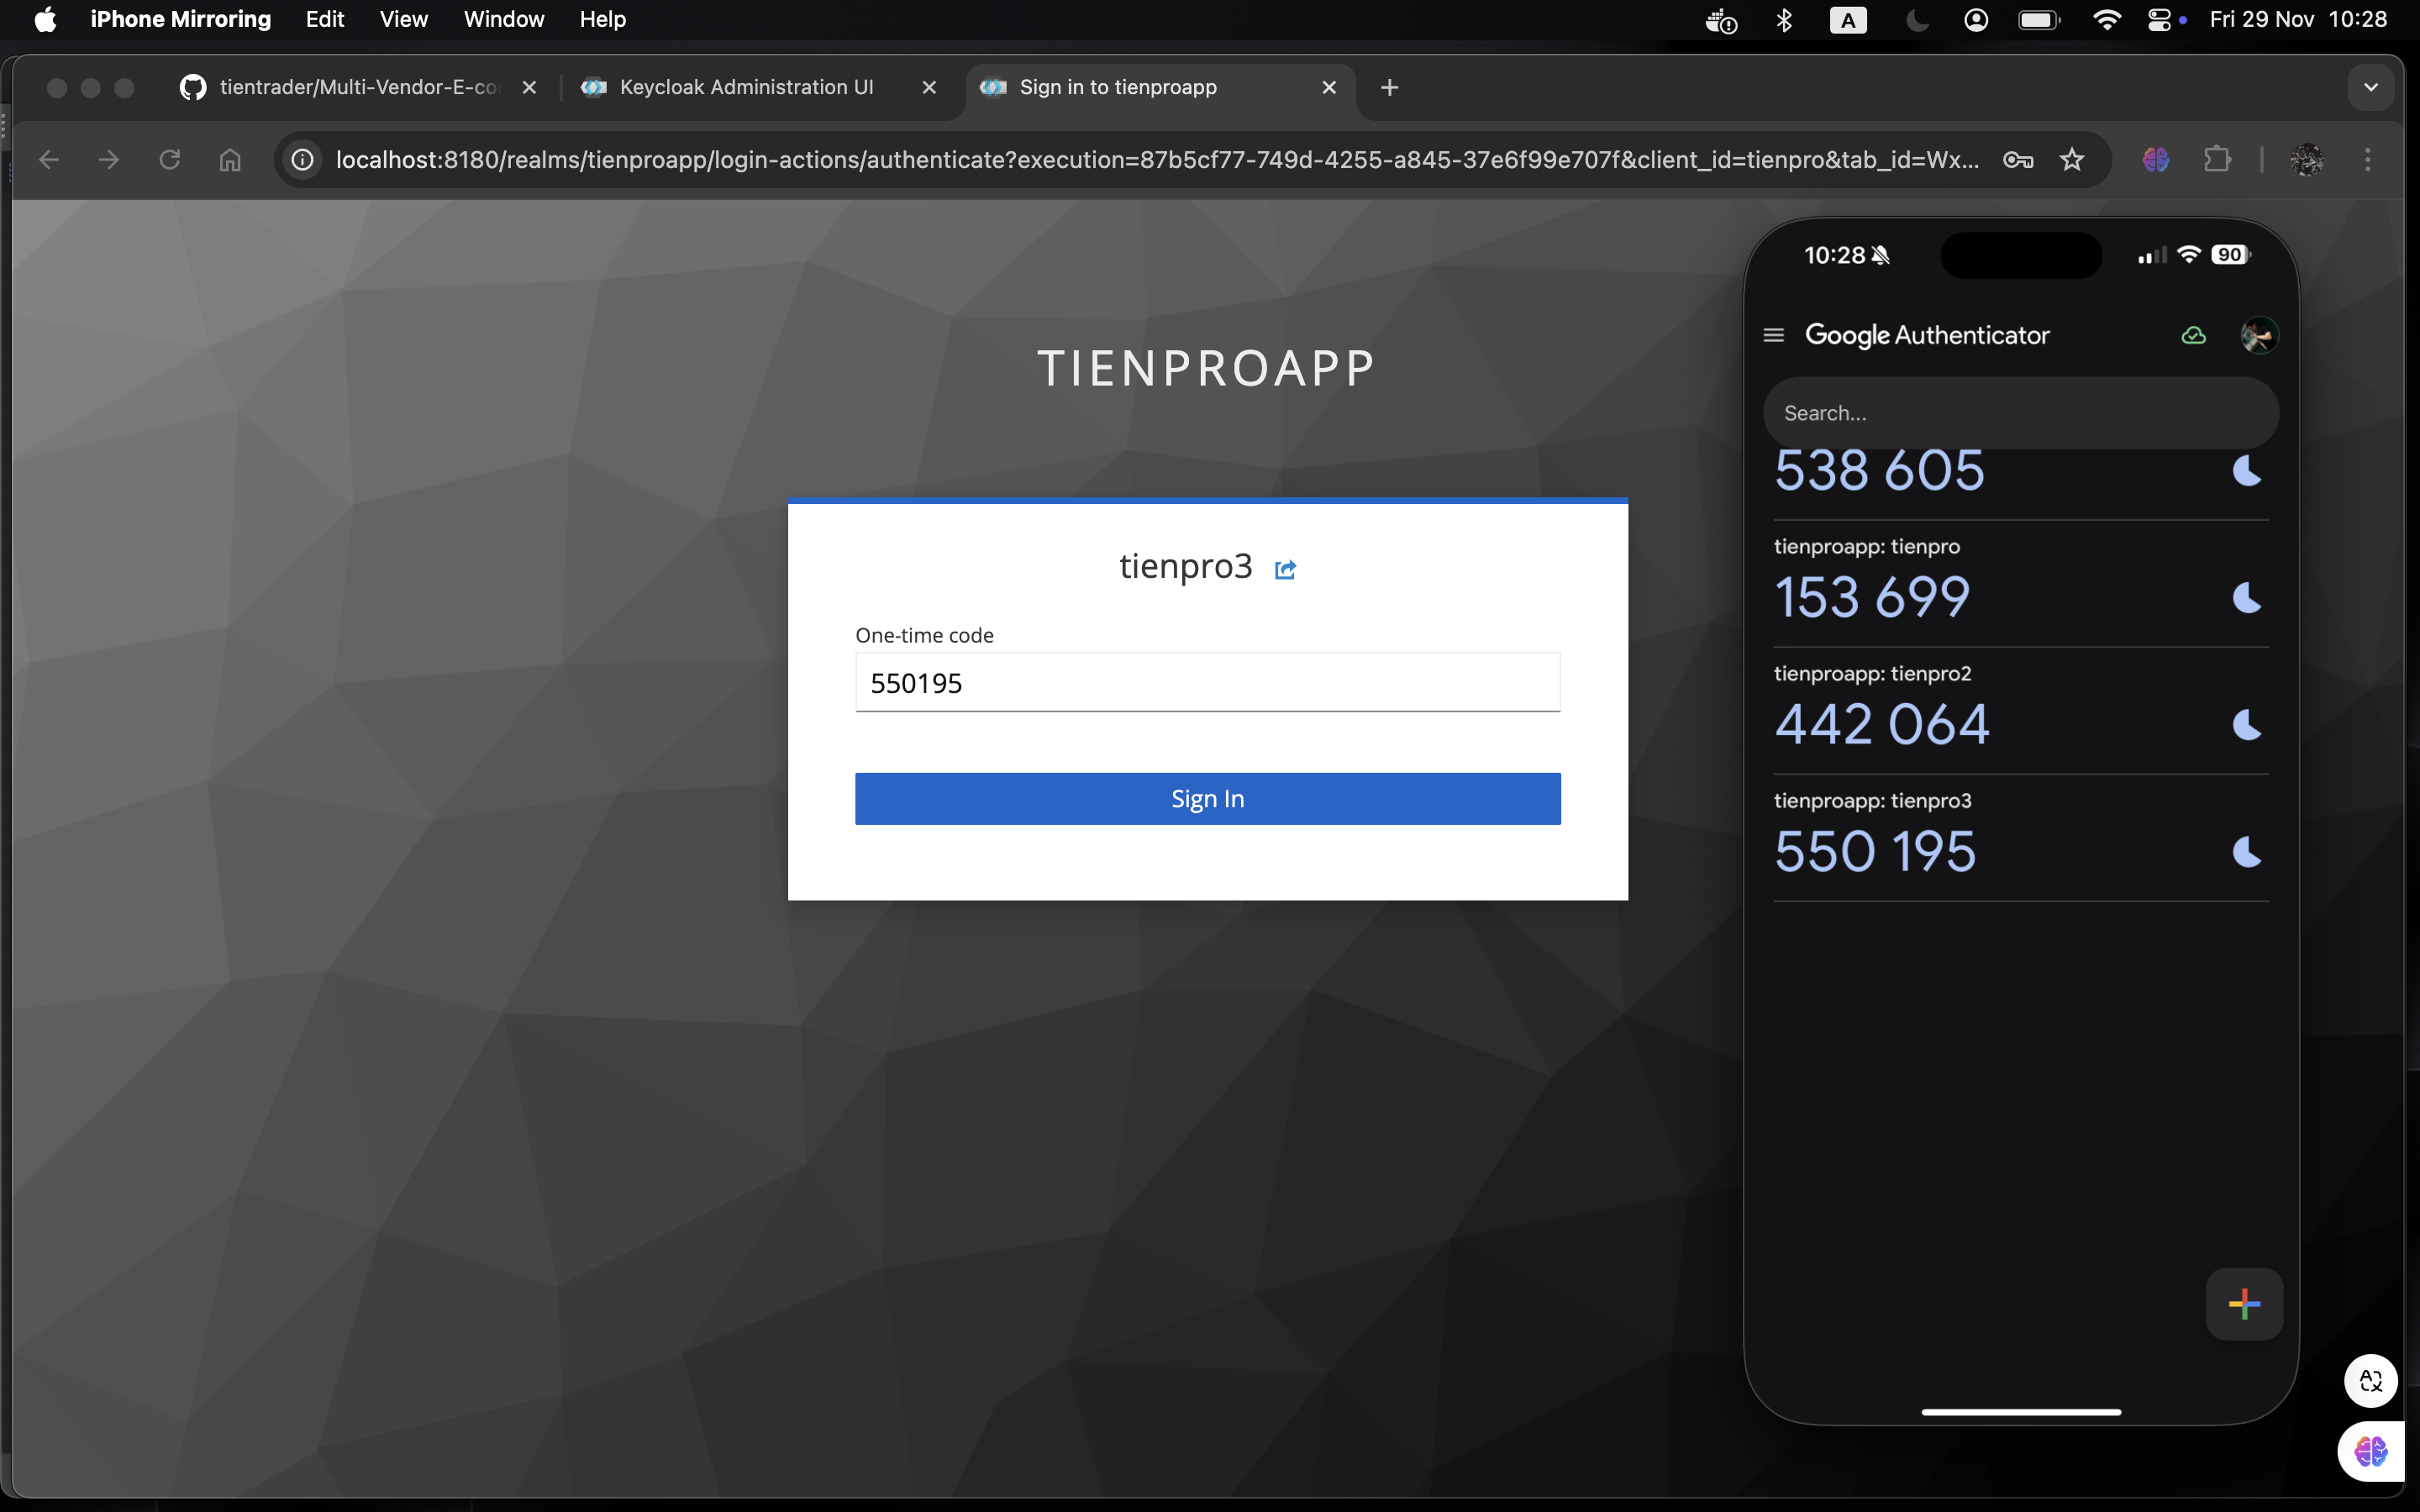 iPhone Mirroring Edit View Window Help
A Fri 29 Nov 10:28
tientrader/Multi-Vendor-E-co
Keycloak Administration UI
Sign in to tienproapp
localhost:8180/realms/tienproapp/login-actions/authenticate?execution=87b5cf77-749d-4255-a845-37e6f99e707f&client_id=tienpro&tab_id=Wx...
TIENPROAPP
tienpro3
One-time code
550195
Sign In
10:28
90
Google Authenticator
Search...
538 605
tienproapp: tienpro
153 699
tienproapp: tienpro2
442 064
tienproapp: tienpro3
550 195